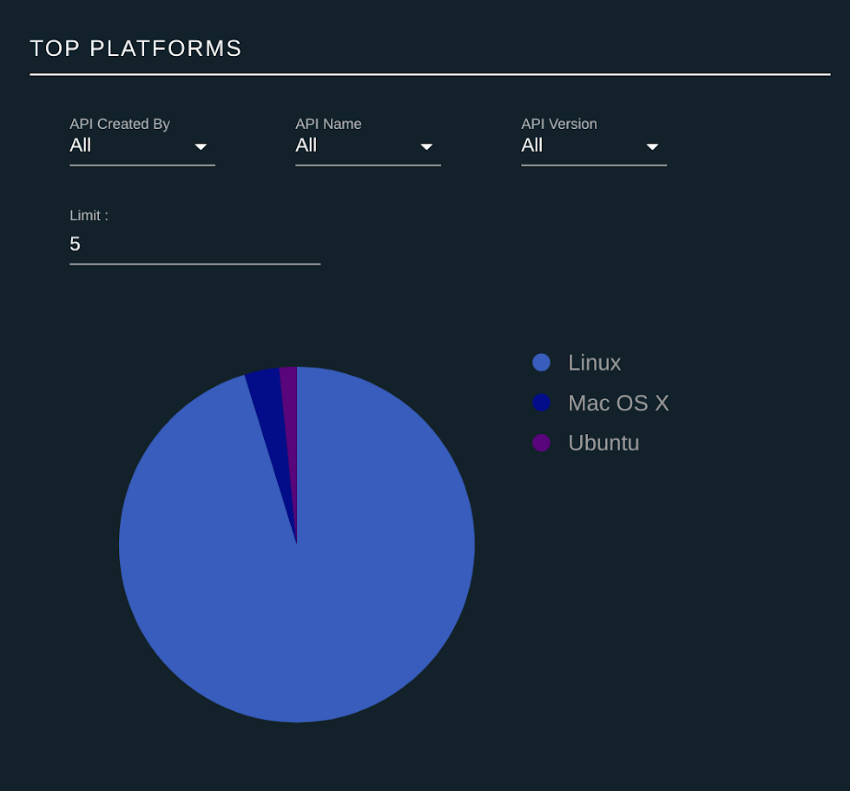 TOP PLATFORMS
API Created By
API Name
API Version
All
All
All
Limit :
5
Linux
Mac OS X
Ubuntu